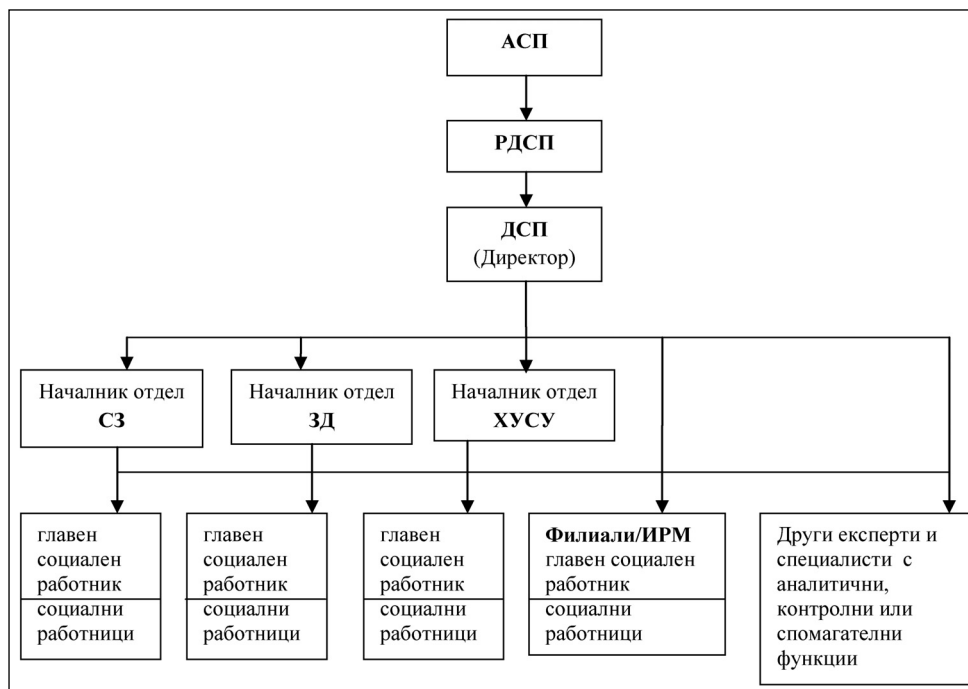 АСП
РДСП
ДСП
(Директор)
Началник отдел
СЗ
Началник отдел
ЗД
Началник отдел
ХУСУ
главен
социален
работник
социални
работници
главен
социален
работник
социални
работници
главен
социален
работник
социални
работници
Филиали/ИРМ
главен социален
работник
социални
работници
Други експерти и
специалисти с
аналитични,
контролни или
спомагателни
функции